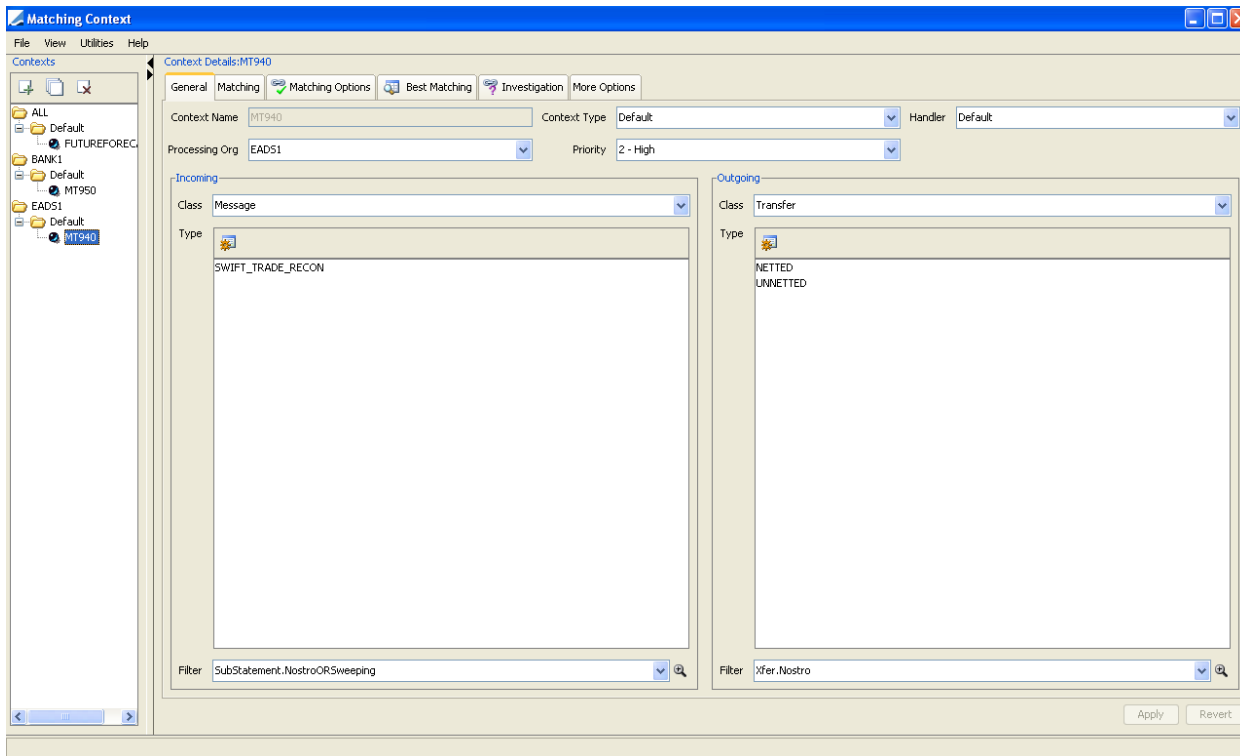 Matching Context
File View Utilities Help
Contexts
Context Details:MT940
General Matching Matching Options Best Matching Investigation More Options
ALL
Default
FUTUREFOREC
BANK1
Default
MT950
EADS1
Default
MT940
Context Name MT940 Context Type Default Handler Default
Processing Org EADS1 Priority 2 - High
Incoming
Class Message
Type
SWIFT_TRADE_RECON
Filter SubStatement.NostroORSweeping
Outgoing
Class Transfer
Type
NETTED
UNNETTED
Filter Xfer.Nostro
Apply Revert